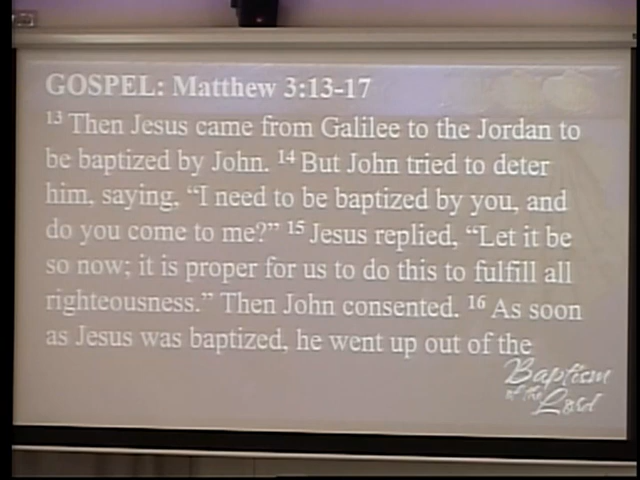 GOSPEL: Matthew 3:13-17
13 Then Jesus came from Galilee to the Jordan to
be baptized by John. 14 But John tried to deter
him, saying, “I need to be baptized by you, and
do you come to me?” 15 Jesus replied, “Let it be
so now; it is proper for us to do this to fulfill all
righteousness.” Then John consented. 16 As soon
as Jesus was baptized, he went up out of the
Baptism
of the Lord